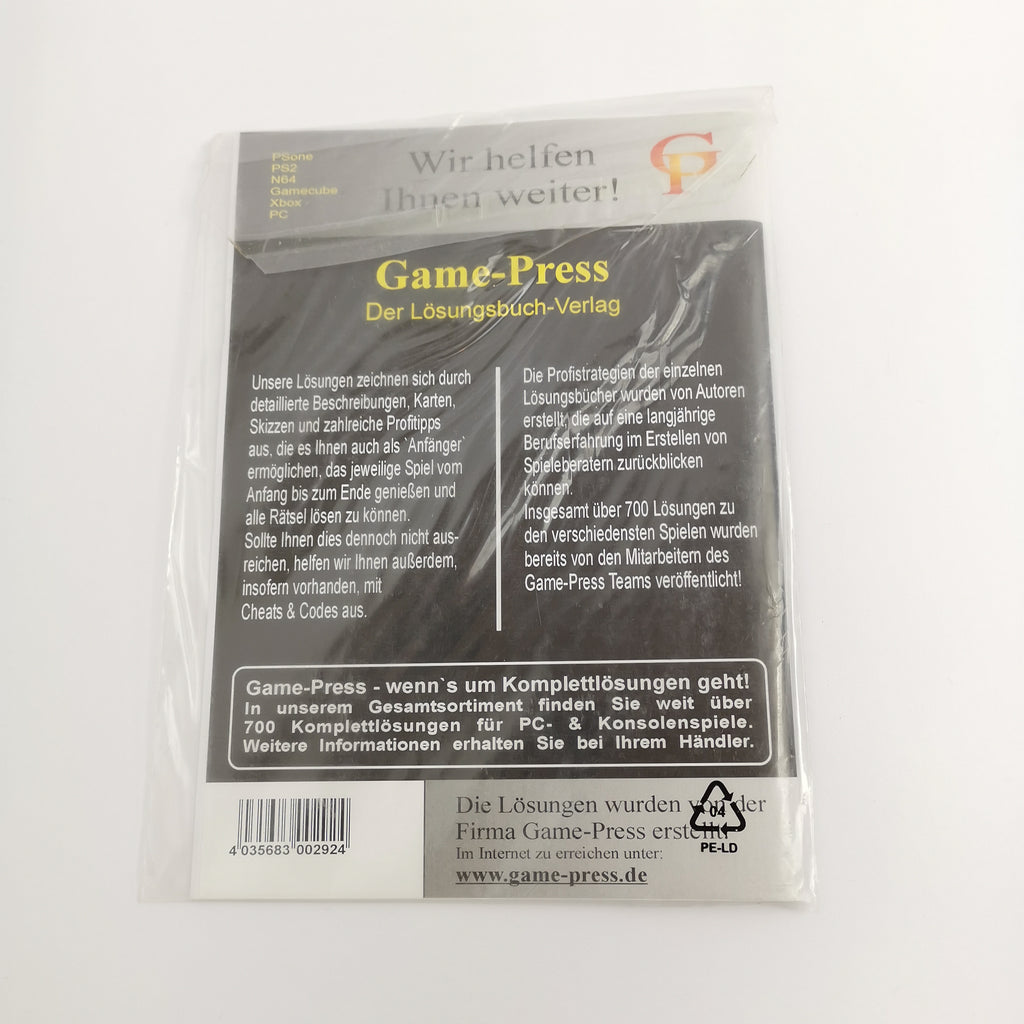 PSone
PS2
N64
Gamecube
Xbox
PC
Wir helfen
Ihnen weiter!
GP
Game-Press
Der Lösungsbuch-Verlag
Unsere Lösungen zeichnen sich durch
detaillierte Beschreibungen, Karten,
Skizzen und zahlreiche Profitipps
aus, die es Ihnen auch als `Anfänger`
ermöglichen, das jeweilige Spiel vom
Anfang bis zum Ende genießen und
alle Rätsel lösen zu können.
Sollte Ihnen dies dennoch nicht aus-
reichen, helfen wir Ihnen außerdem,
insofern vorhanden, mit
Cheats & Codes aus.
Die Profistrategien der einzelnen
Lösungsbücher wurden von Autoren
erstellt, die auf eine langjährige
Berufserfahrung im Erstellen von
Spieleberatern zurückblicken
können.
Insgesamt über 700 Lösungen zu
den verschiedensten Spielen wurden
bereits von den Mitarbeitern des
Game-Press Teams veröffentlicht!
Game-Press - wenn`s um Komplettlösungen geht!
In unserem Gesamtsortiment finden Sie weit über
700 Komplettlösungen für PC- & Konsolenspiele.
Weitere Informationen erhalten Sie bei Ihrem Händler.
4 035683 002924
Die Lösungen wurden von der
Firma Game-Press erstellt.
Im Internet zu erreichen unter:
www.game-press.de
04
PE-LD